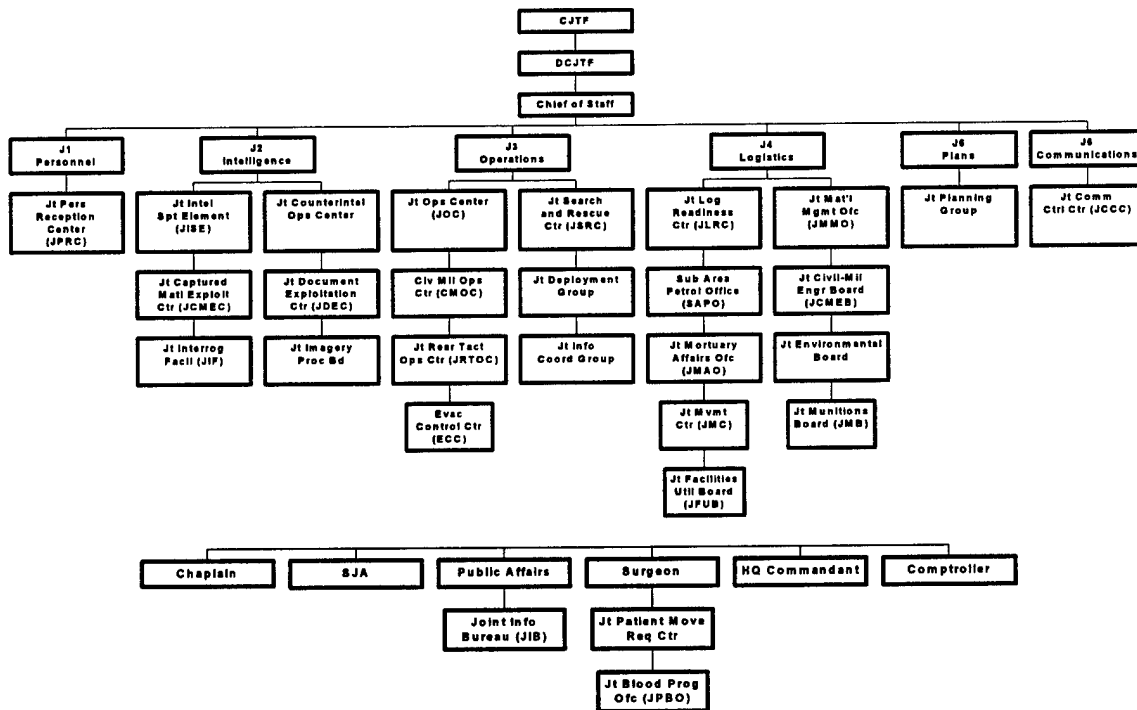 CJTF
DCJTF
Chief of Staff
J1
Personnel
J2
Intelligence
J3
Operations
J4
Logistics
J5
Plans
J6
Communications
Jt Pers
Reception
Center
(JPRC)
Jt Intel
Spt Element
(JISE)
Jt Counterintel
Ops Center
Jt Ops Center
(JOC)
Jt Search
and Rescue
Ctr (JSRC)
Jt Log
Readiness
Ctr (JLRC)
Jt Mat'l
Mgmt Ofc
(JMMO)
Jt Planning
Group
Jt Comm
Ctrl Ctr (JCCC)
Jt Captured
Matl Exploit
Ctr (JCMEC)
Jt Document
Exploitation
Ctr (JDEC)
Civ Mil Ops
Ctr (CMOC)
Jt Deployment
Group
Sub Area
Petrol Office
(SAPO)
Jt Civil-Mil
Engr Board
(JCMEB)
Jt Interrog
Facil (JIF)
Jt Imagery
Proc Bd
Jt Rear Tact
Ops Ctr (JRTOC)
Jt Info
Coord Group
Jt Mortuary
Affairs Ofc
(JMAO)
Jt Environmental
Board
Evac
Control Ctr
(ECC)
Jt Mvmt
Ctr (JMC)
Jt Munitions
Board (JMB)
Jt Facilities
Util Board
(JFUB)
Chaplain
SJA
Public Affairs
Surgeon
HQ Commandant
Comptroller
Joint Info
Bureau (JIB)
Jt Patient Move
Req Ctr
Jt Blood Prog
Ofc (JPBO)